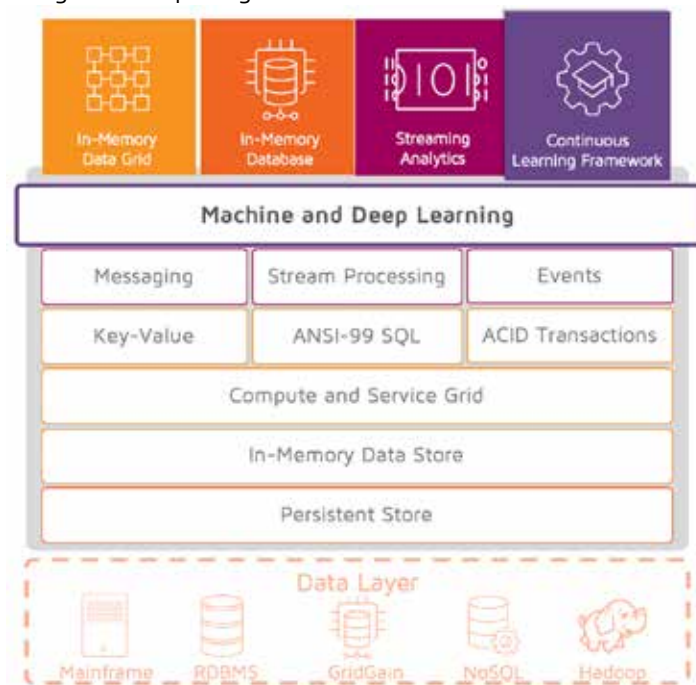 In-Memory
Data Grid
In-Memory
Database
Streaming
Analytics
Continuous
Learning Framework
Machine and Deep Learning
Messaging
Stream Processing
Events
Key-Value
ANSI-99 SQL
ACID Transactions
Compute and Service Grid
In-Memory Data Store
Persistent Store
Data Layer
Mainframe
RDBMS
GridGain
NoSQL
Hadoop